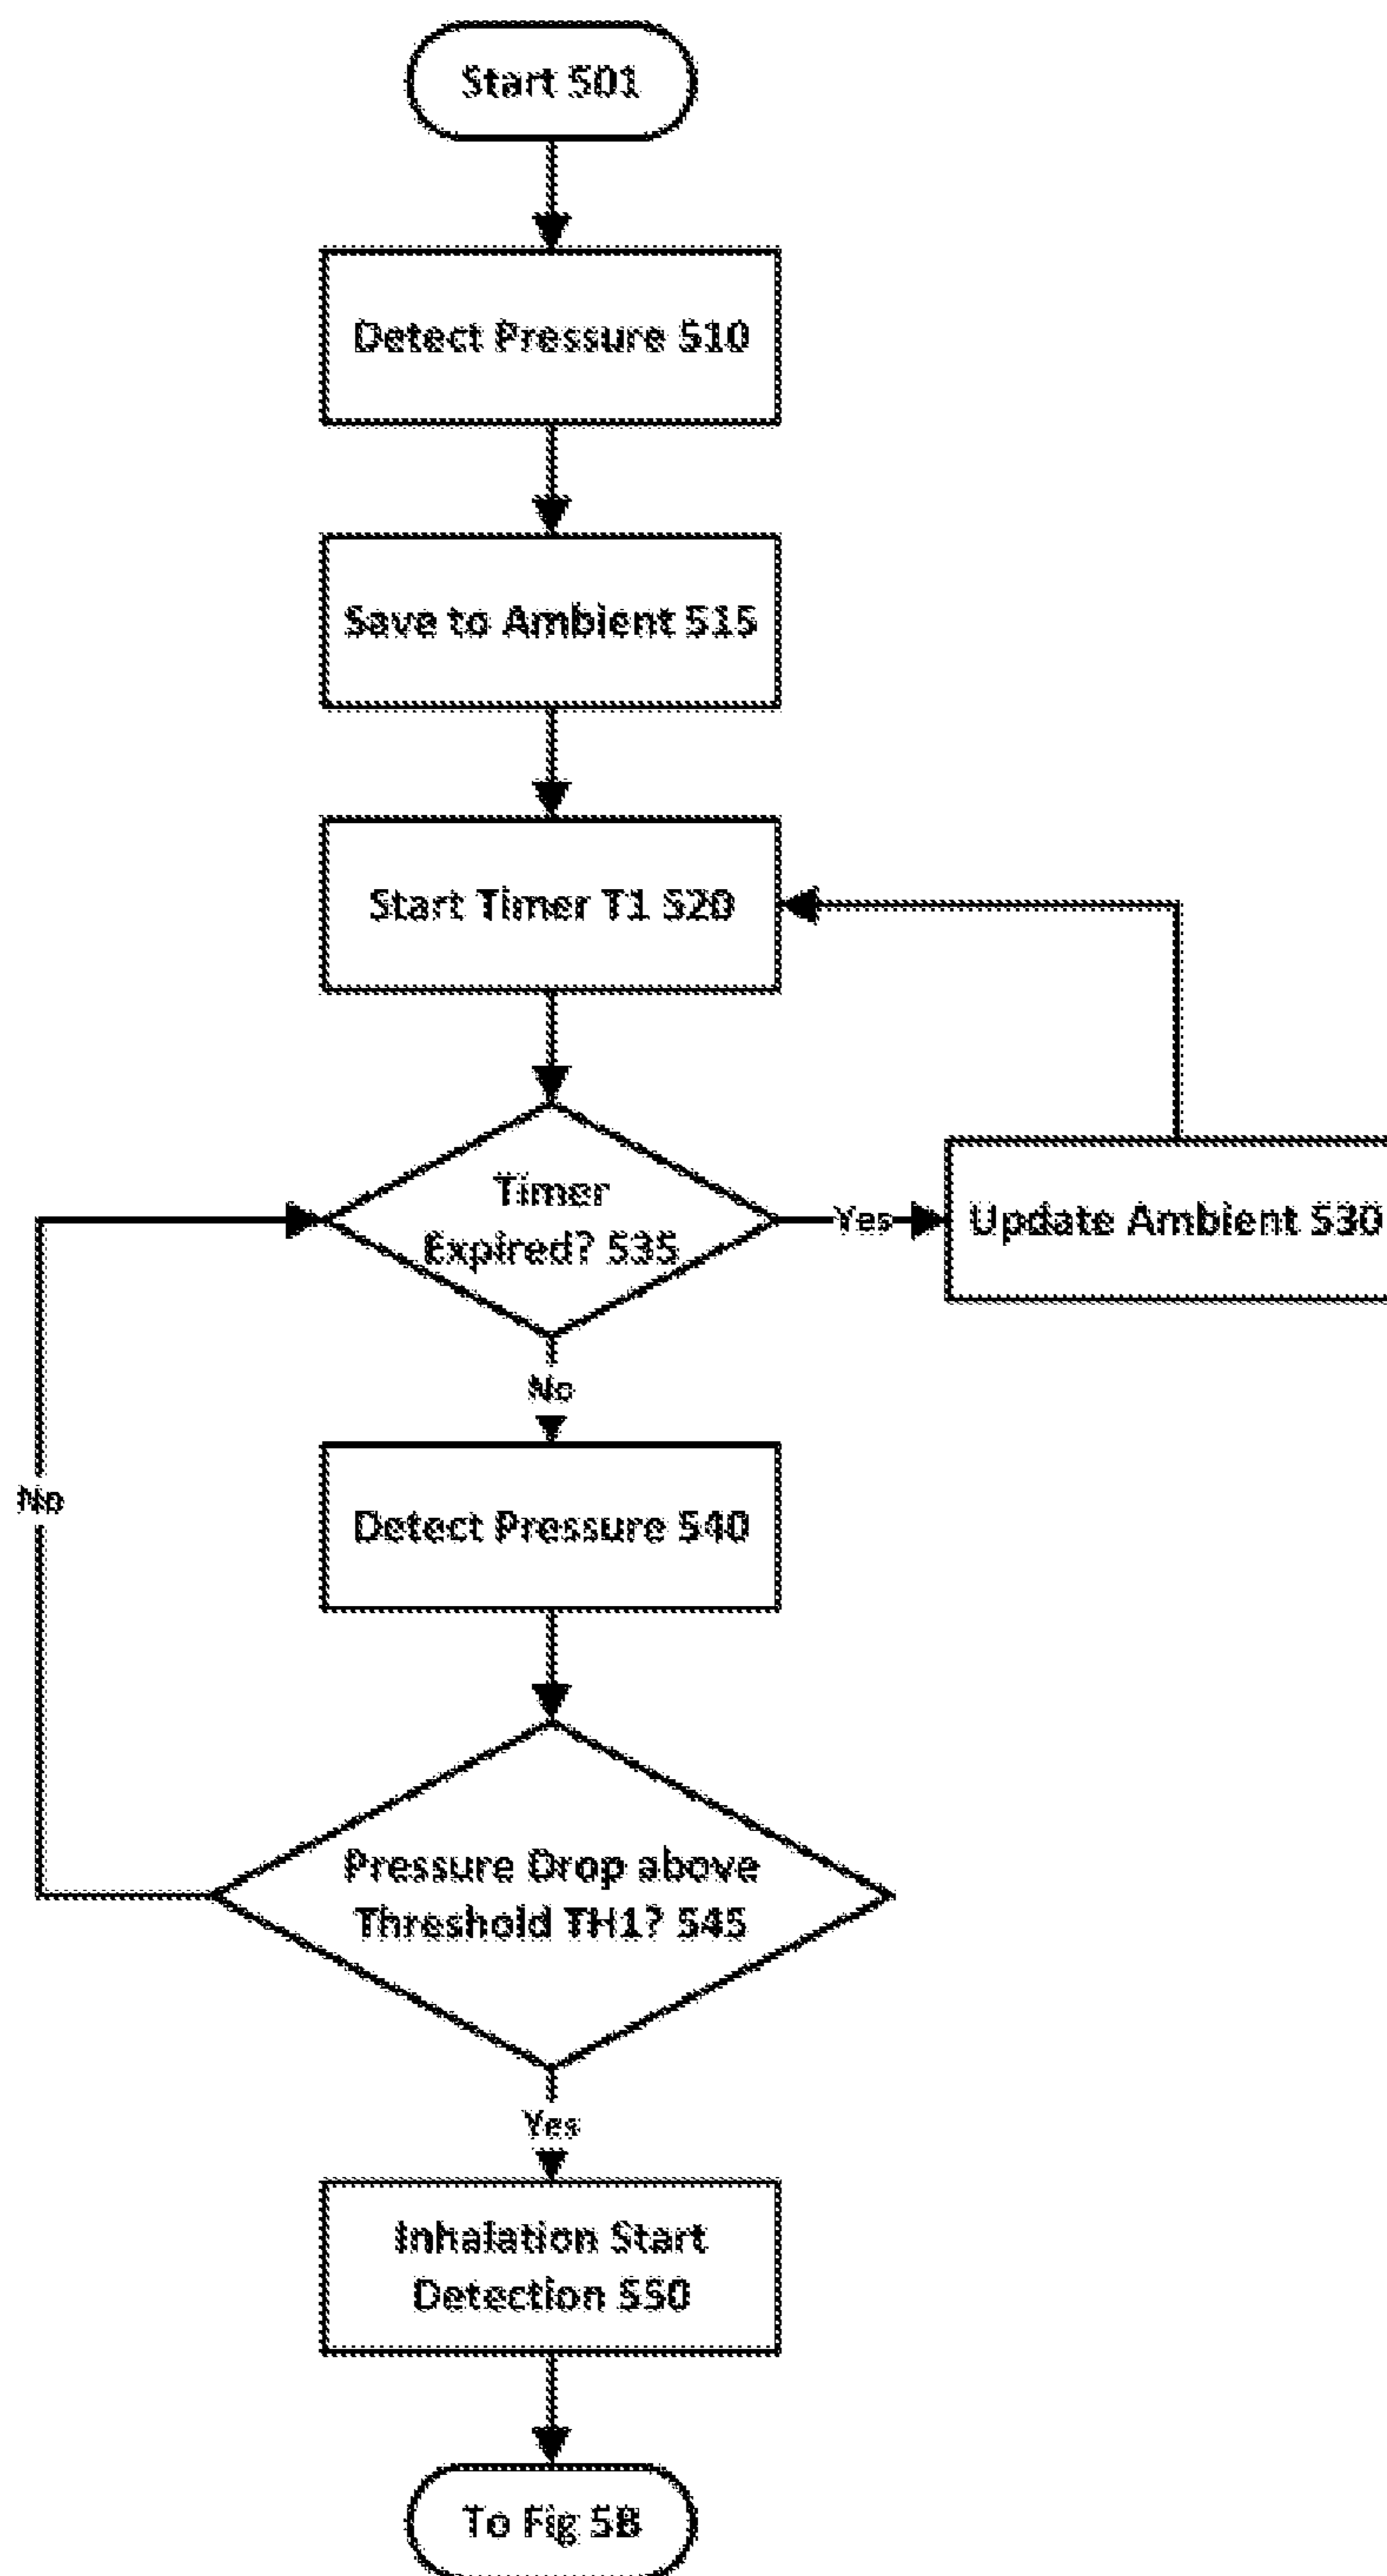 Start 501
Detect Pressure 510
Save to Ambient 515
Start Timer T1 520
Timer
Expired? 535
Yes
Update Ambient 530
No
Detect Pressure 540
No
Pressure Drop above
Threshold TH1? 545
Yes
Inhalation Start
Detection 550
To Fig 5B